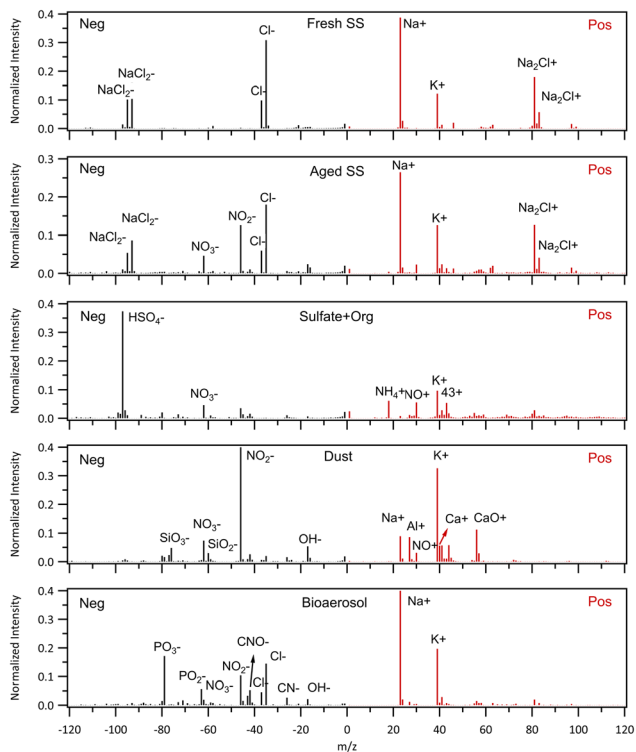 Neg Fresh SS Pos
Normalized Intensity
0.4
0.3
0.2
0.1
0.0
NaCl2-
NaCl2-
Cl-
Cl-
Na+
K+
Na2Cl+
Na2Cl+
Neg Aged SS Pos
Normalized Intensity
0.3
0.2
0.1
0.0
NaCl2-
NaCl2-
NO3-
NO2-
Cl-
Cl-
Na+
K+
Na2Cl+
Na2Cl+
Neg Sulfate+Org Pos
Normalized Intensity
0.4
0.3
0.2
0.1
0.0
HSO4-
NO3-
NH4+
NO+
K+
43+
Neg Dust Pos
Normalized Intensity
0.4
0.3
0.2
0.1
0.0
SiO3-
NO3-
SiO2-
NO2-
OH-
Na+
Al+
NO+
K+
Ca+
CaO+
Neg Bioaerosol Pos
Normalized Intensity
0.4
0.3
0.2
0.1
0.0
PO3-
PO2-
NO3-
NO2-
CNO-
Cl-
Cl-
CN-
OH-
Na+
K+
-120 -100 -80 -60 -40 -20 0 20 40 60 80 100 120
m/z